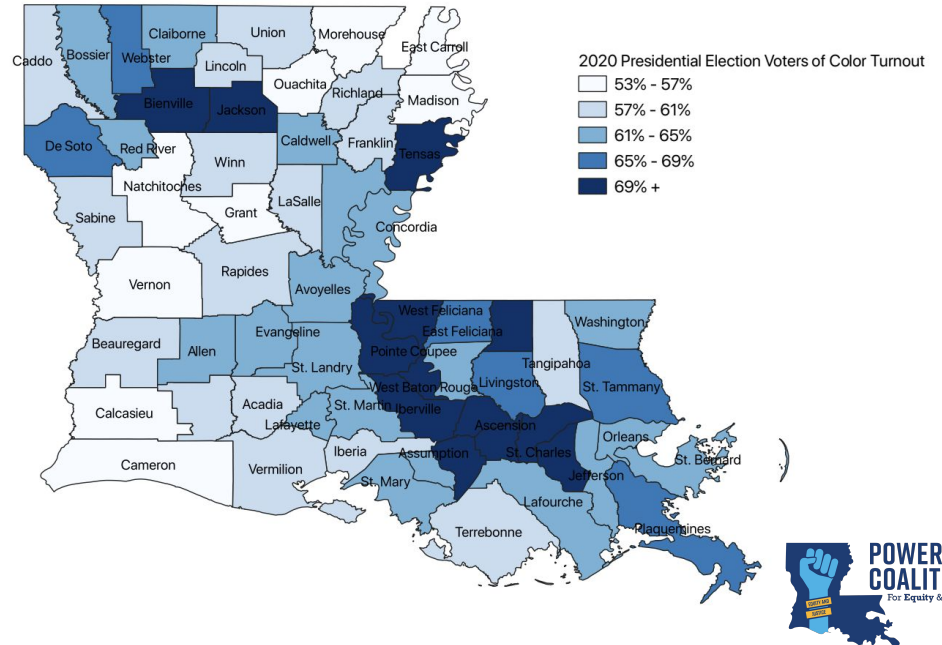 Claiborne
Union
Morehouse
East Carroll
Caddo
Bossier
Webster
Lincoln
Ouachita
Richland
Madison
Bienville
Jackson
De Soto
Red River
Caldwell
Franklin
Tensas
Winn
Natchitoches
Sabine
Grant
LaSalle
Concordia
Vernon
Rapides
Avoyelles
Beauregard
Allen
Evangeline
St. Landry
West Feliciana
East Feliciana
Washington
Pointe Coupee
Tangipahoa
West Baton Rouge
Livingston
St. Tammany
Calcasieu
Acadia
Lafayette
St. Martin
Iberville
Ascension
Orleans
Cameron
Vermilion
Iberia
Assumption
St. Charles
St. Bernard
St. Mary
Jefferson
Lafourche
Terrebonne
Plaquemines
2020 Presidential Election Voters of Color Turnout
53% - 57%
57% - 61%
61% - 65%
65% - 69%
69% +
POWER
COALIT
For Equity &
EQUITY AND
JUSTICE